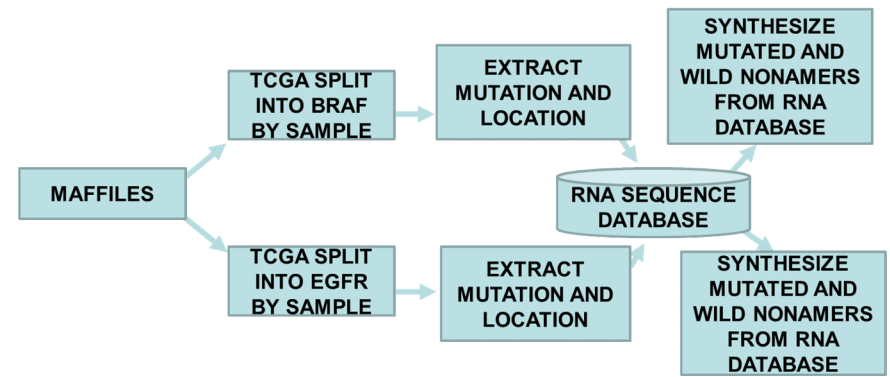 MAFFILES
TCGA SPLIT
INTO BRAF
BY SAMPLE
EXTRACT
MUTATION AND
LOCATION
TCGA SPLIT
INTO EGFR
BY SAMPLE
EXTRACT
MUTATION AND
LOCATION
RNA SEQUENCE
DATABASE
SYNTHESIZE
MUTATED AND
WILD NONAMERS
FROM RNA
DATABASE
SYNTHESIZE
MUTATED AND
WILD NONAMERS
FROM RNA
DATABASE